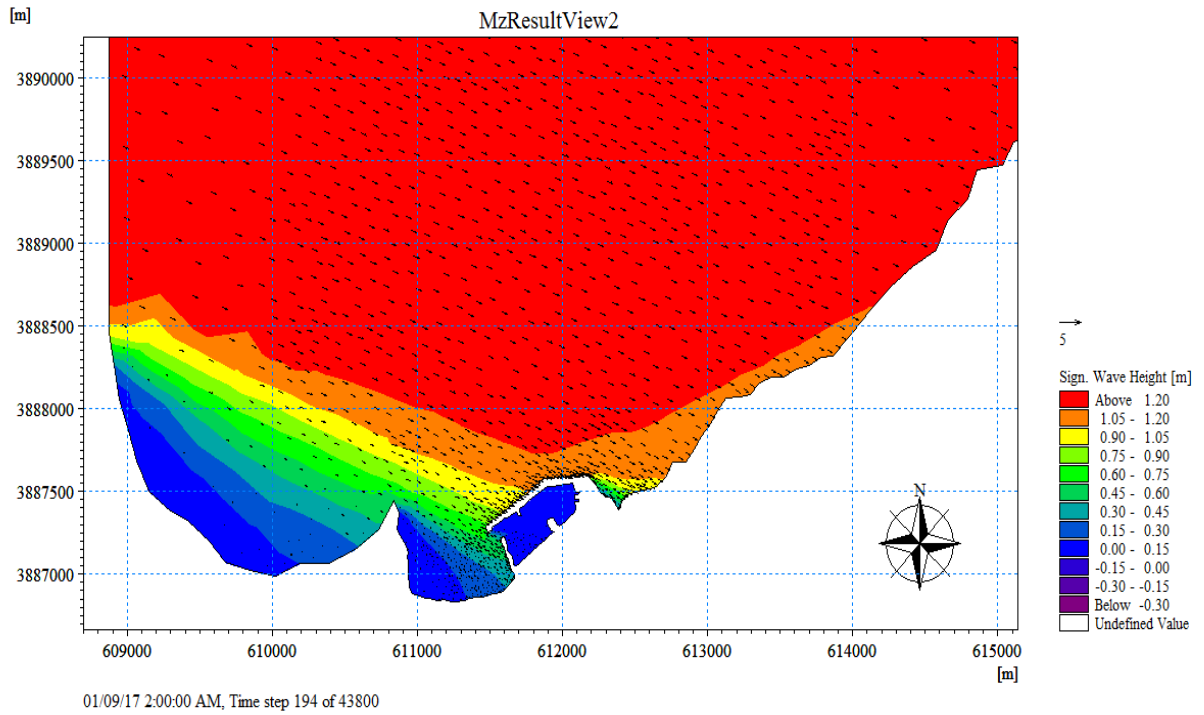 [m]
MzResultView2
3890000
3889500
3889000
3888500
3888000
3887500
3887000
609000 610000 611000 612000 613000 614000 615000
[m]
N
5
Sign. Wave Height [m]
Above 1.20
1.05 - 1.20
0.90 - 1.05
0.75 - 0.90
0.60 - 0.75
0.45 - 0.60
0.30 - 0.45
0.15 - 0.30
0.00 - 0.15
-0.15 - 0.00
-0.30 - -0.15
Below -0.30
Undefined Value
01/09/17 2:00:00 AM, Time step 194 of 43800